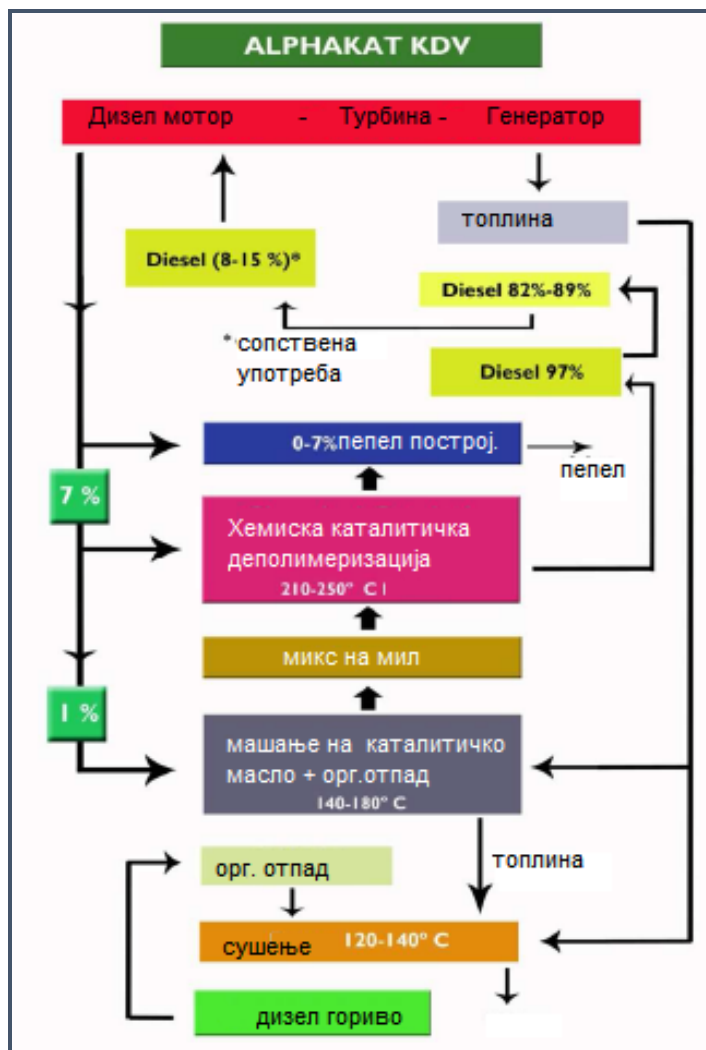 ALPHAKAT KDV
Дизел мотор - Турбина - Генератор
топлина
Diesel (8-15 %)*
Diesel 82%-89%
* сопствена
употреба
Diesel 97%
0-7%пепел построј.
пепел
7 %
Хемиска каталитичка
деполимеризација
210-250° C I
микс на мил
1 %
машање на каталитичко
масло + орг.отпад
140-180° C
топлина
орг. отпад
сушење 120-140° C
дизел гориво